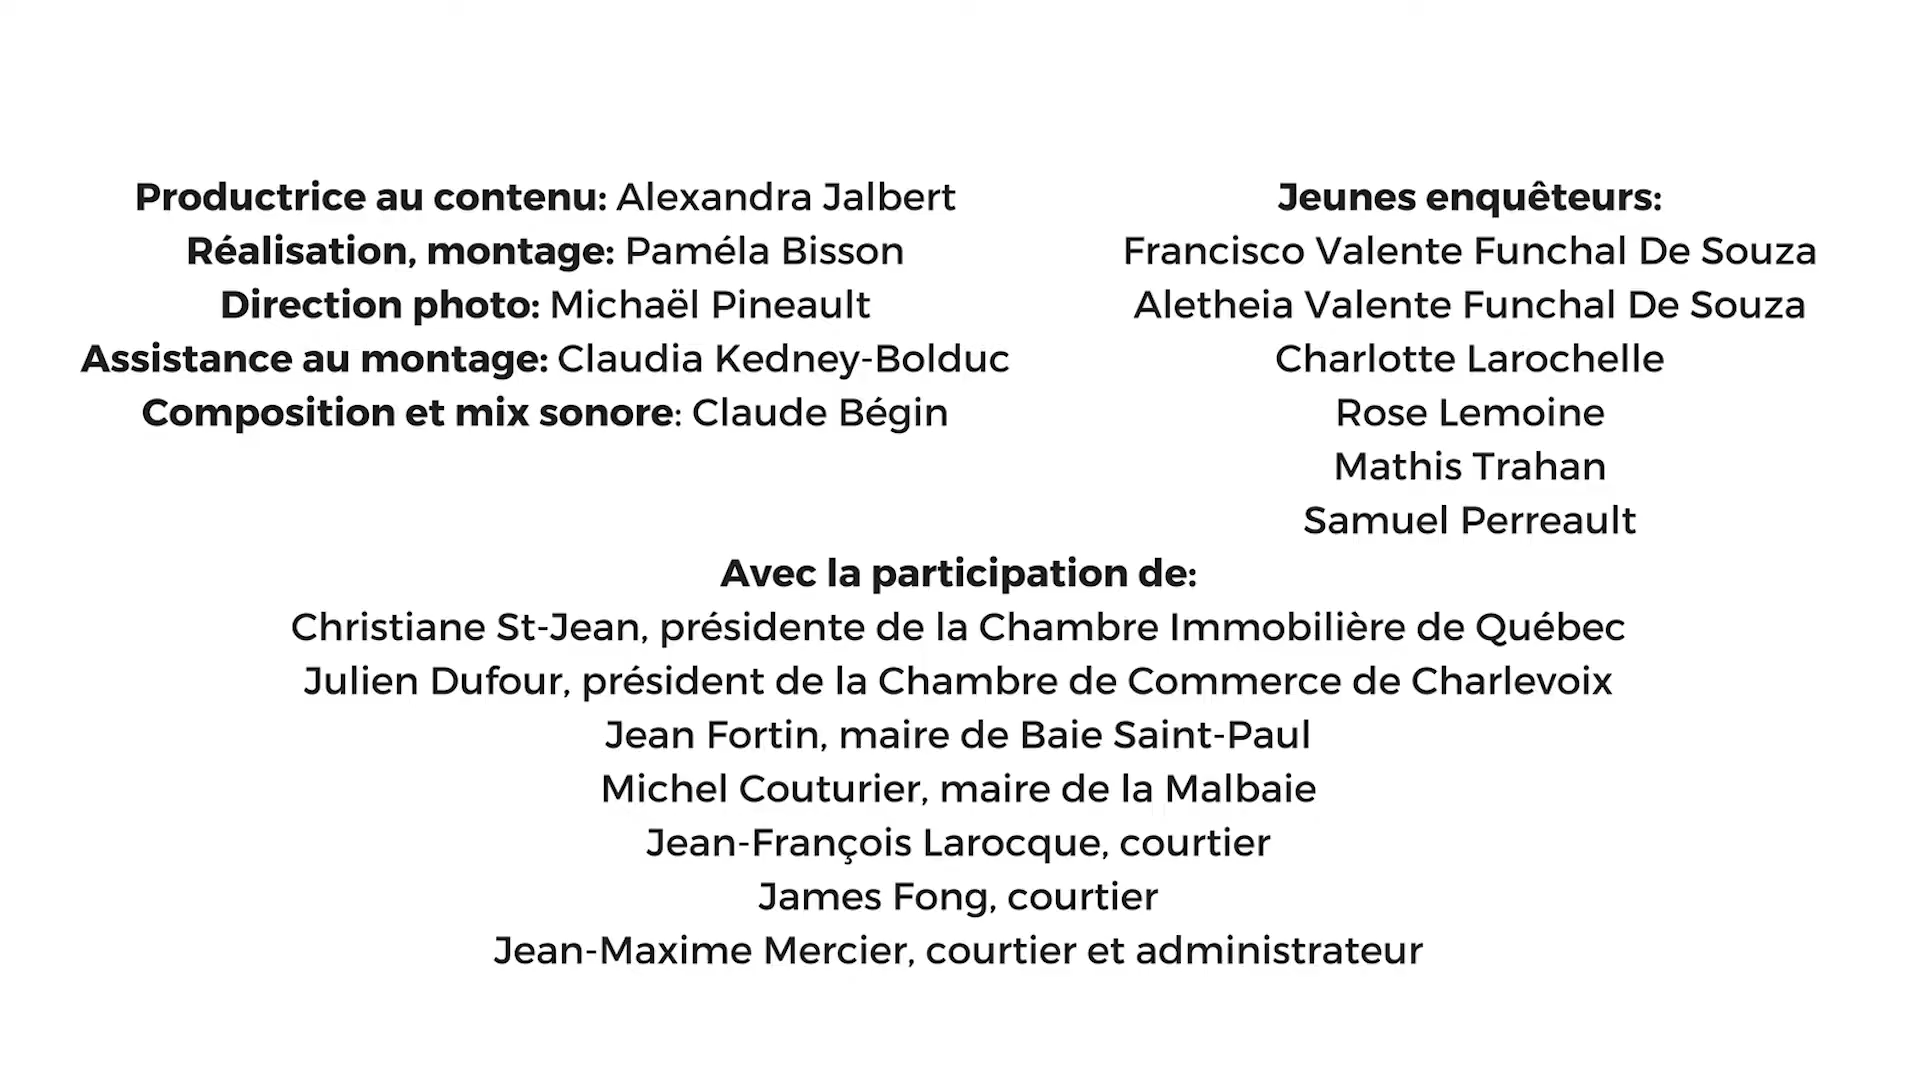 Productrice au contenu: Alexandra Jalbert
Réalisation, montage: Paméla Bisson
Direction photo: Michaël Pineault
Assistance au montage: Claudia Kedney-Bolduc
Composition et mix sonore: Claude Bégin
Jeunes enquêteurs:
Francisco Valente Funchal De Souza
Aletheia Valente Funchal De Souza
Charlotte Larochelle
Rose Lemoine
Mathis Trahan
Samuel Perreault
Avec la participation de:
Christiane St-Jean, présidente de la Chambre Immobilière de Québec
Julien Dufour, président de la Chambre de Commerce de Charlevoix
Jean Fortin, maire de Baie Saint-Paul
Michel Couturier, maire de la Malbaie
Jean-François Larocque, courtier
James Fong, courtier
Jean-Maxime Mercier, courtier et administrateur